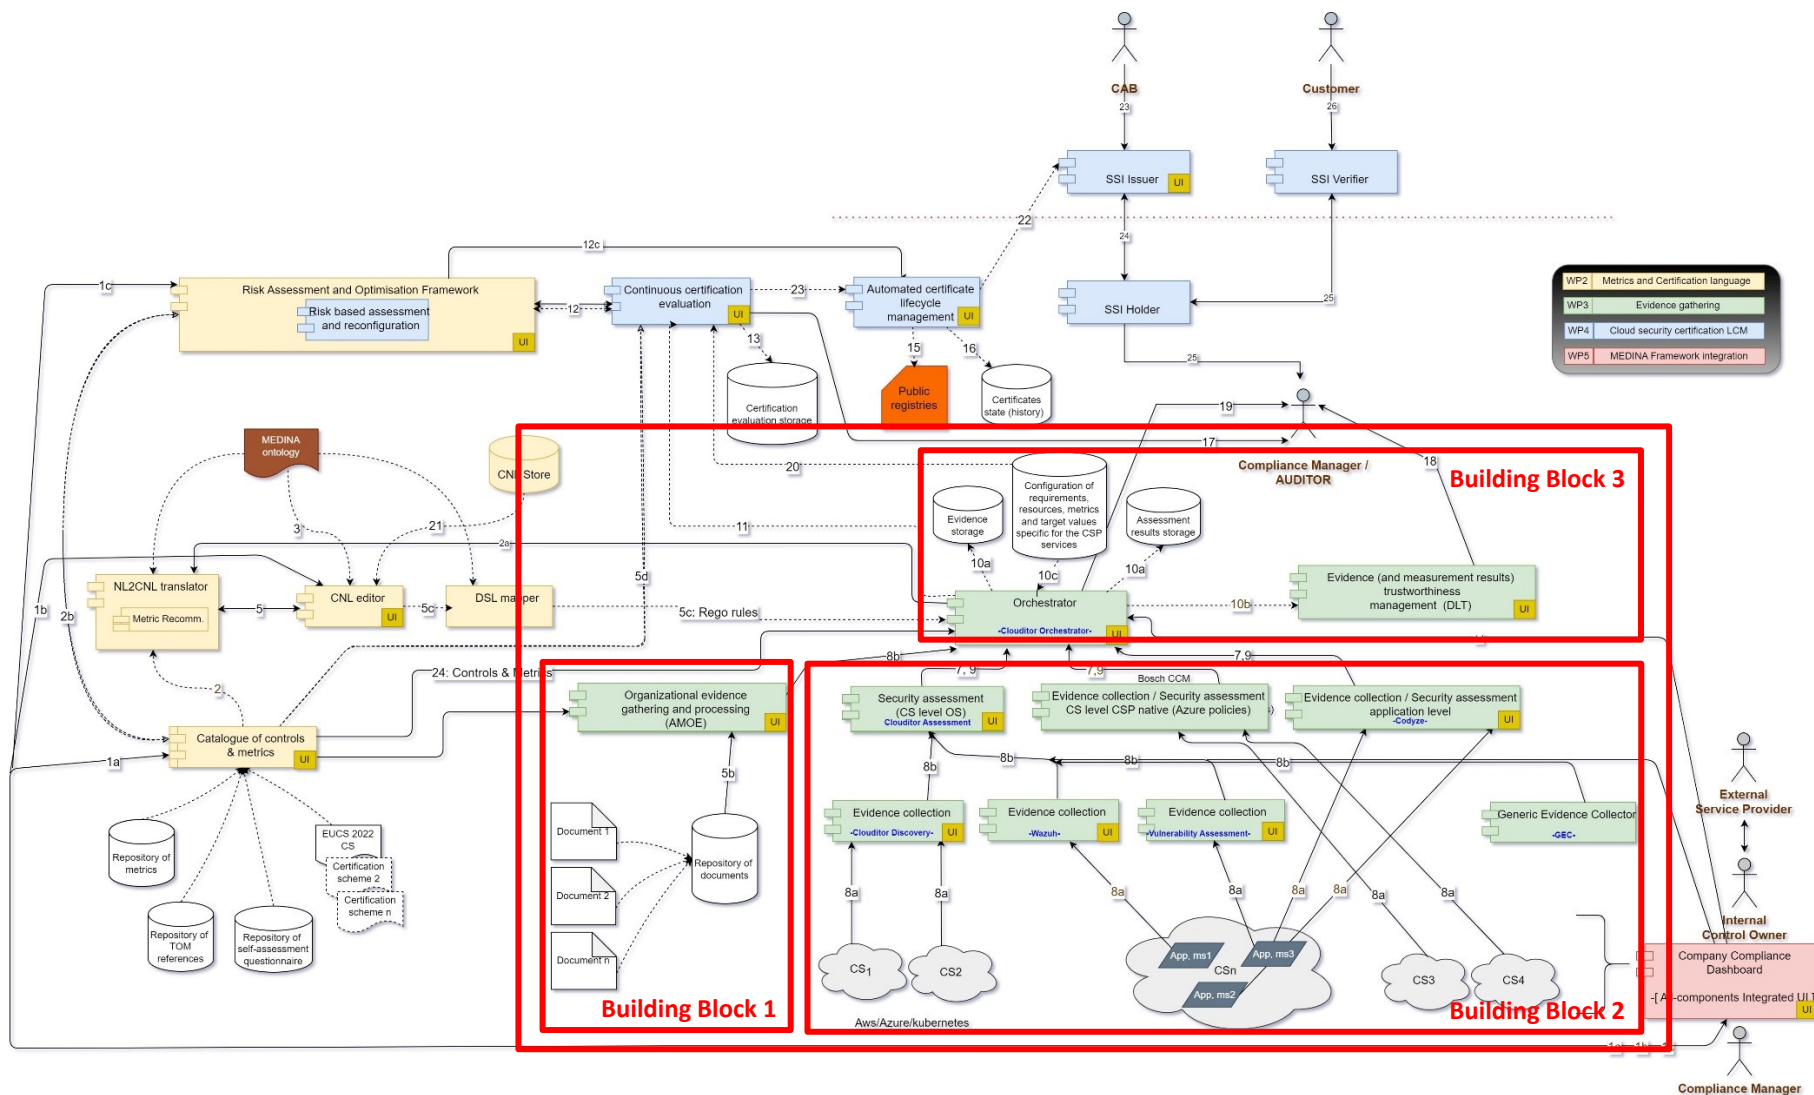 CAB
Customer
23
26
SSI Issuer
UI
SSI Verifier
22
24
12c
1c
Risk Assessment and Optimisation Framework
Risk based assessment
and reconfiguration
UI
12
Continuous certification
evaluation
UI
23
Automated certificate
lifecycle
management
UI
SSI Holder
25
25
WP2
Metrics and Certification language
WP3
Evidence gathering
WP4
Cloud security certification LCM
WP5
MEDINA Framework integration
13
15
16
Certification
evaluation storage
Public
registries
Certificates
state (history)
19
17
18
Compliance Manager /
AUDITOR
MEDINA
ontology
CNL Store
20
Building Block 3
3
21
11
2a
Evidence
storage
Configuration of
requirements,
resources, metrics
and target values
specific for the CSP
services
Assessment
results storage
10a
10c
10a
NL2CNL translator
Metric Recomm.
5
CNL editor
UI
5c
DSL mapper
5c: Rego rules
5d
1b
2b
Orchestrator
-Clouditor Orchestrator-
UI
10b
Evidence (and measurement results)
trustworthiness
management (DLT)
UI
2
24: Controls & Metrics
8b
7, 9
7,9
7,9
Bosch CCM
Organizational evidence
gathering and processing
(AMOE)
UI
Security assessment
(CS level OS)
Clouditor Assessment
UI
Evidence collection / Security assessment
CS level CSP native (Azure policies)
Evidence collection / Security assessment
application level
-Codyze-
UI
Catalogue of controls
& metrics
UI
1a
5b
8b
8b
8b
8b
External
Service Provider
Repository of
metrics
EUCS 2022
CS
Certification
scheme 2
Certification
scheme n
Repository of
TOM
references
Repository of
self-assessment
questionnaire
Document 1
Document 2
Document n
Repository of
documents
Evidence collection
-Clouditor Discovery-
UI
Evidence collection
-Wazuh-
UI
Evidence collection
-Vulnerability Assessment-
UI
Generic Evidence Collector
-GEC-
UI
8a
8a
8a
8a
8a
8a
8a
8a
Internal
Control Owner
CS1
CS2
App, ms1
App, ms3
CSn
App, ms2
CS3
CS4
Company Compliance
Dashboard
UI
Building Block 1
Aws/Azure/kubernetes
Building Block 2
Compliance Manager